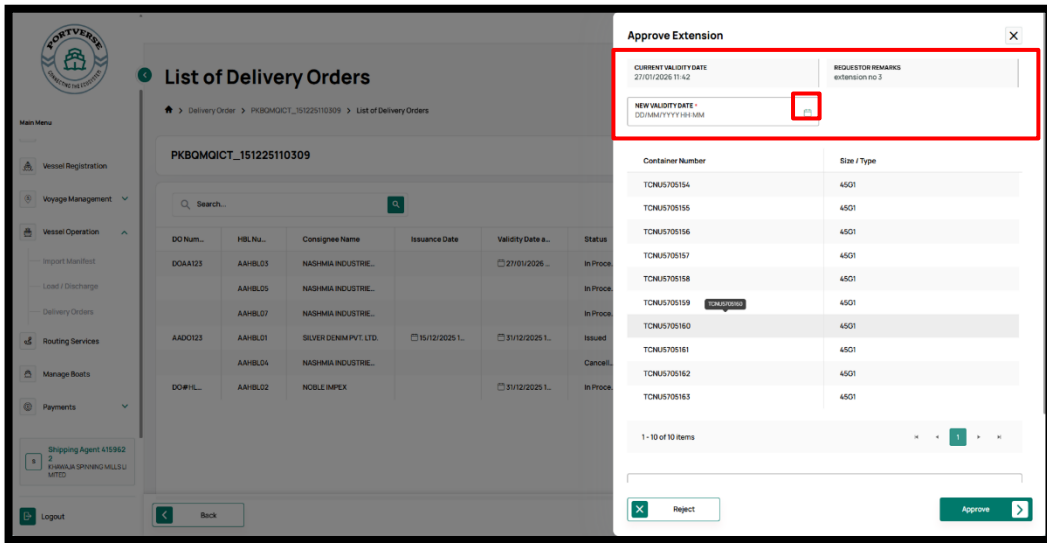 PORTVERSE
CONNECTING THE ECOSYSTEM
Main Menu
Vessel Registration
Voyage Management
Vessel Operation
Import Manifest
Load / Discharge
Delivery Orders
Routing Services
Manage Boats
Payments
S
Shipping Agent 415962
2
KHAWAJA SPINNING MILLS LI
MITED
Logout
List of Delivery Orders
> Delivery Order > PKBQMQICT_151225110309 > List of Delivery Orders
PKBQMQICT_151225110309
Search...
DO Num... HBL Nu... Consignee Name Issuance Date Validity Date a... Status
DOAA123 AAHBL03 NASHMIA INDUSTRIE... 27/01/2026 ... In Proce.
AAHBL05 NASHMIA INDUSTRIE... In Proce.
AAHBL07 NASHMIA INDUSTRIE... In Proce.
AADO123 AAHBL01 SILVER DENIM PVT. LTD. 15/12/2025 1... 31/12/2025 1... Issued
AAHBL04 NASHMIA INDUSTRIE... Cancell.
DO#HL... AAHBL02 NOBLE IMPEX 31/12/2025 1... In Proce.
Back
Approve Extension
CURRENT VALIDITY DATE
27/01/2026 11:42
REQUESTOR REMARKS
extension no 3
NEW VALIDITY DATE *
DD/MM/YYYY HH:MM
Container Number Size / Type
TCNU5705154 45G1
TCNU5705155 45G1
TCNU5705156 45G1
TCNU5705157 45G1
TCNU5705158 45G1
TCNU5705159 45G1
TCNU5705160
TCNU5705160 45G1
TCNU5705161 45G1
TCNU5705162 45G1
TCNU5705163 45G1
1 - 10 of 10 items
1
Reject
Approve